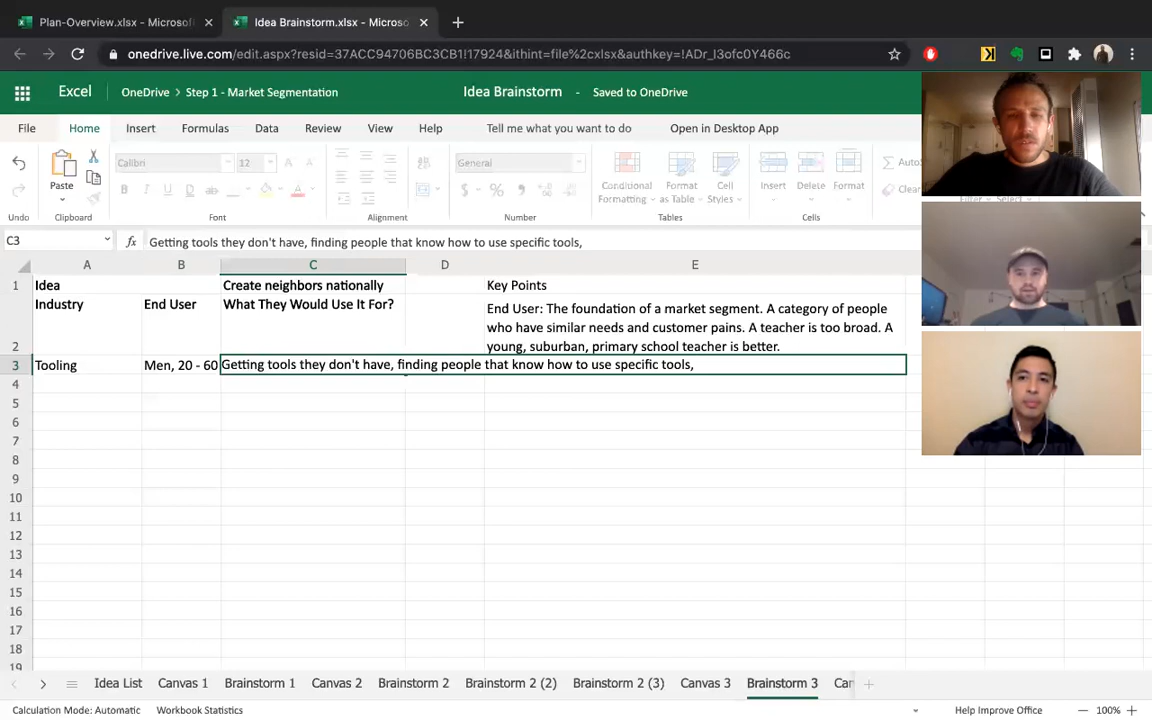 Plan-Overview.xlsx - Microsoft
Idea Brainstorm.xlsx - Microso
onedrive.live.com/edit.aspx?resid=37ACC94706BC3CB1!17924&ithint=file%2cxlsx&authkey=!ADr_I3ofc0Y466c
Excel OneDrive > Step 1 - Market Segmentation Idea Brainstorm - Saved to OneDrive
File Home Insert Formulas Data Review View Help Tell me what you want to do Open in Desktop App
Calibri 12 General Auto
Paste Conditional Formatting Format as Table Cell Styles Insert Delete Format Clear
Undo Clipboard Font Alignment Number Tables Cells
C3 fx Getting tools they don't have, finding people that know how to use specific tools,
A B C D E
1 Idea Create neighbors nationally Key Points
2 Industry End User What They Would Use It For? End User: The foundation of a market segment. A category of people
who have similar needs and customer pains. A teacher is too broad. A
young, suburban, primary school teacher is better.
3 Tooling Men, 20 - 60 Getting tools they don't have, finding people that know how to use specific tools,
4
5
6
7
8
9
10
11
12
13
14
15
16
17
18
19
Idea List Canvas 1 Brainstorm 1 Canvas 2 Brainstorm 2 Brainstorm 2 (2) Brainstorm 2 (3) Canvas 3 Brainstorm 3 Car
Calculation Mode: Automatic Workbook Statistics Help Improve Office 100%